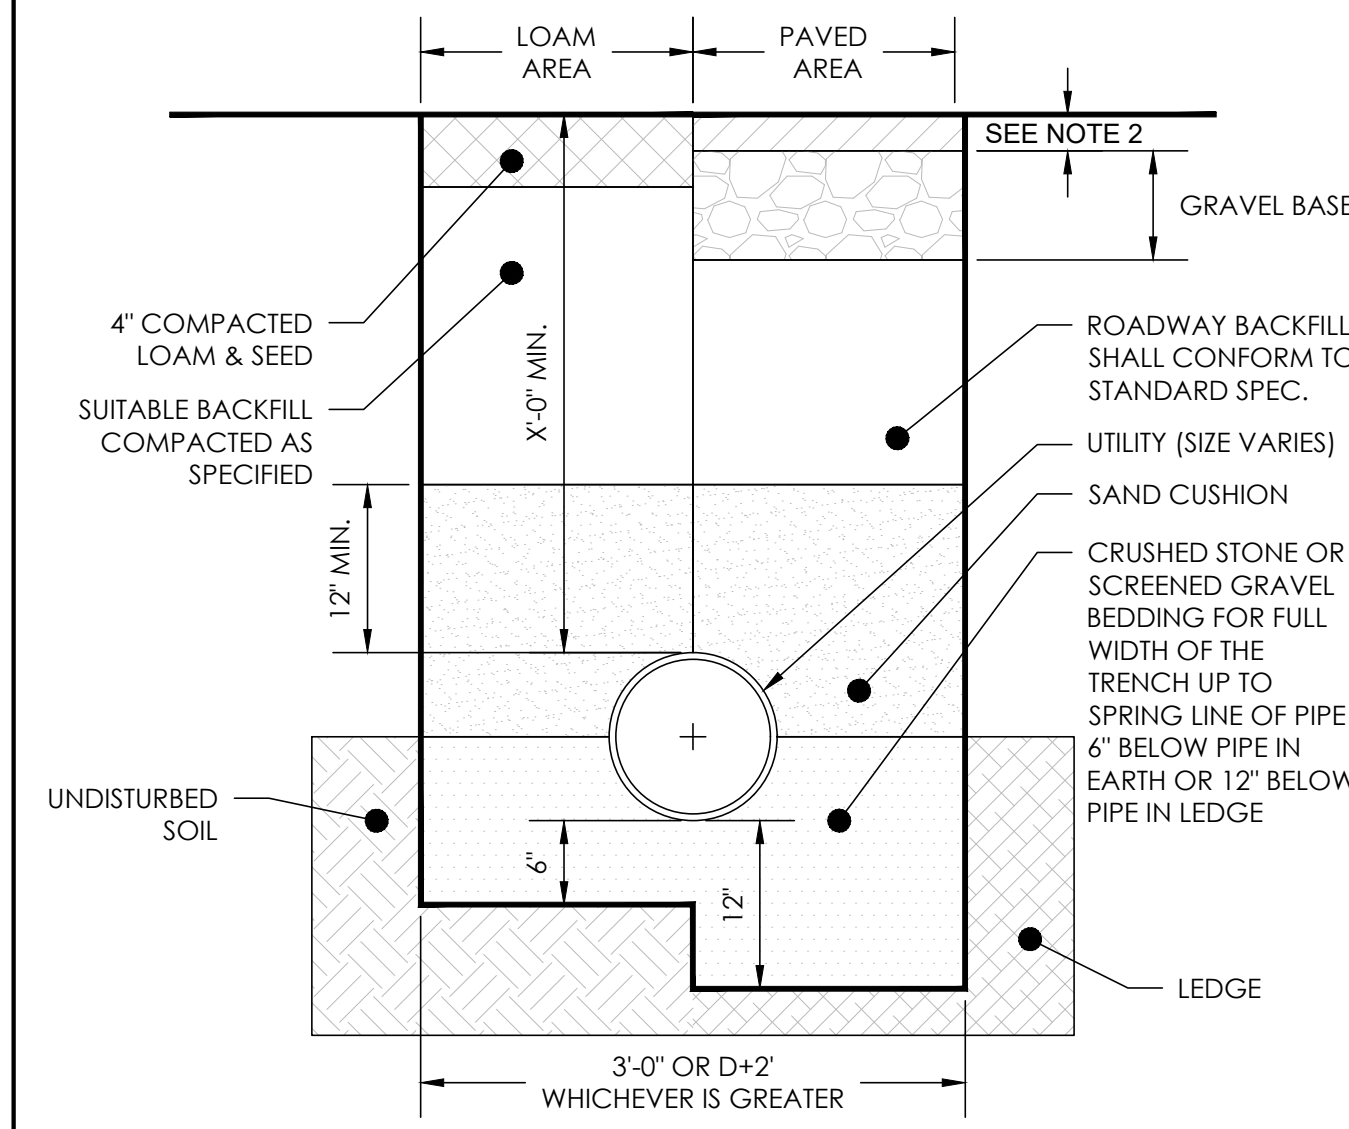 LOAM
AREA
PAVED
AREA
SEE NOTE 2
GRAVEL BASE
4" COMPACTED
LOAM & SEED
SUITABLE BACKFILL
COMPACTED AS
SPECIFIED
X'-0" MIN.
12" MIN.
ROADWAY BACKFILL
SHALL CONFORM TO
STANDARD SPEC.
UTILITY (SIZE VARIES)
SAND CUSHION
CRUSHED STONE OR
SCREENED GRAVEL
BEDDING FOR FULL
WIDTH OF THE
TRENCH UP TO
SPRING LINE OF PIPE
6" BELOW PIPE IN
EARTH OR 12" BELOW
PIPE IN LEDGE
UNDISTURBED
SOIL
6"
12"
LEDGE
3'-0" OR D+2'
WHICHEVER IS GREATER